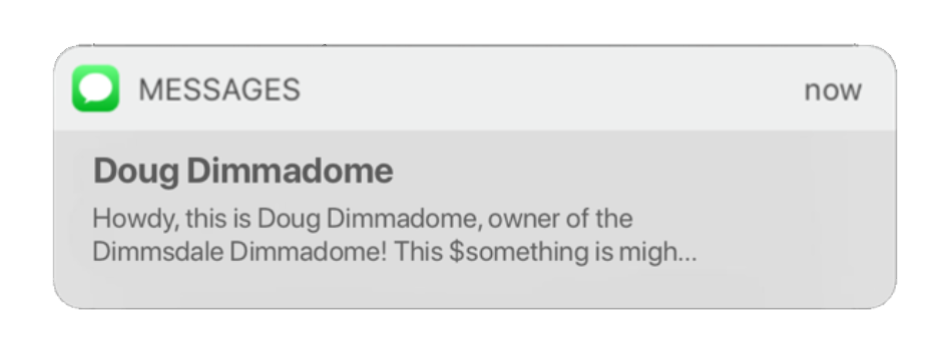 MESSAGES now
Doug Dimmadome
Howdy, this is Doug Dimmadome, owner of the
Dimmsdale Dimmadome! This $something is migh...